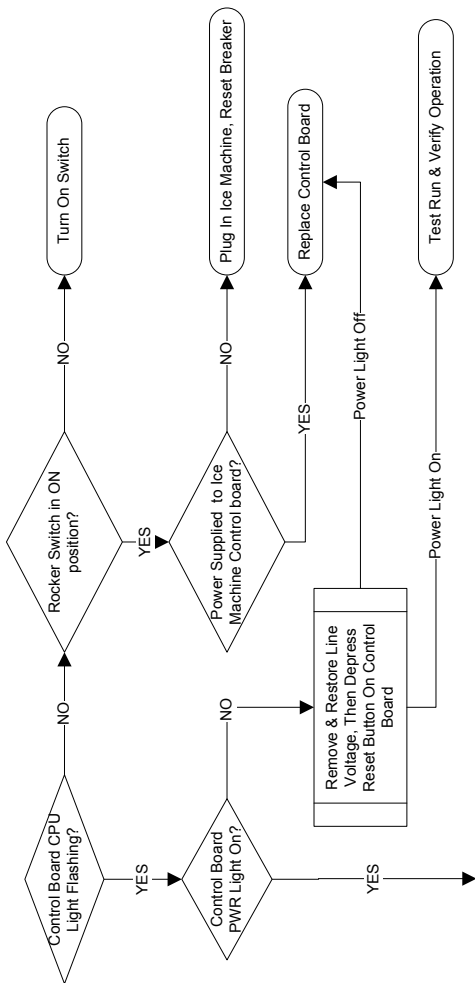 Control Board CPU
Light Flashing?
NO
Rocker Switch in ON
position?
NO
Turn On Switch
YES
YES
Power Supplied to Ice
Machine Control board?
NO
Plug In Ice Machine, Reset Breaker
YES
Replace Control Board
Control Board
PWR Light On?
NO
Remove & Restore Line
Voltage, Then Depress
Reset Button On Control
Board
Power Light Off
Power Light On
Test Run & Verify Operation
YES